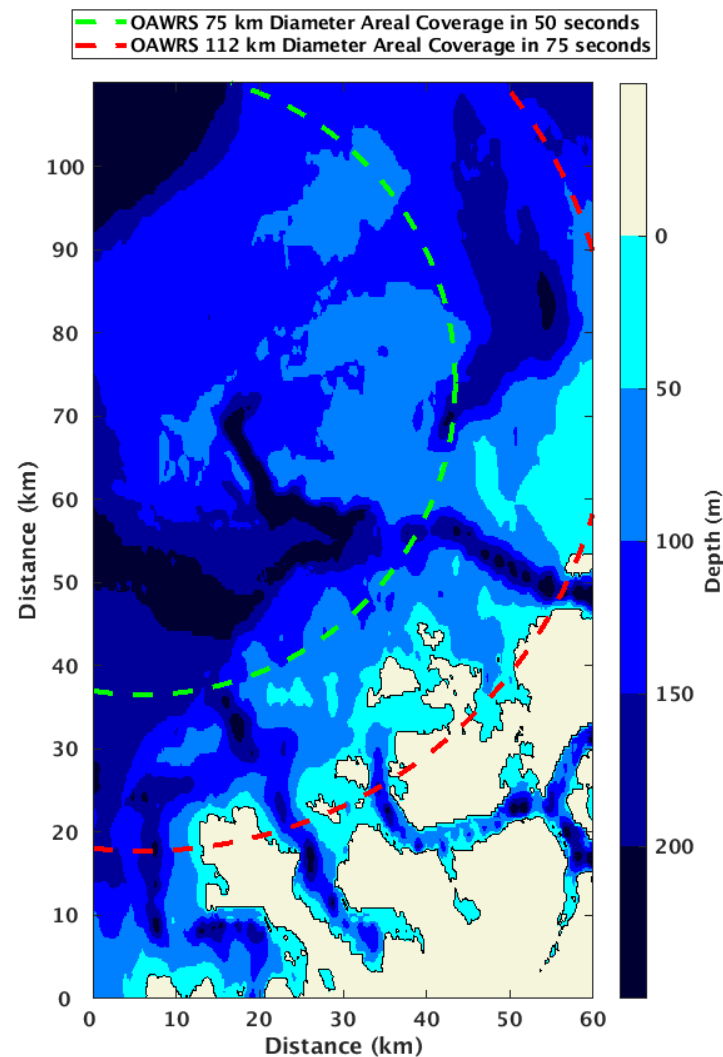 OAWRS 75 km Diameter Areal Coverage in 50 seconds
OAWRS 112 km Diameter Areal Coverage in 75 seconds
100
90
80
70
60
50
40
30
20
10
0
Distance (km)
0 10 20 30 40 50 60
Distance (km)
0
50
100
150
200
Depth (m)